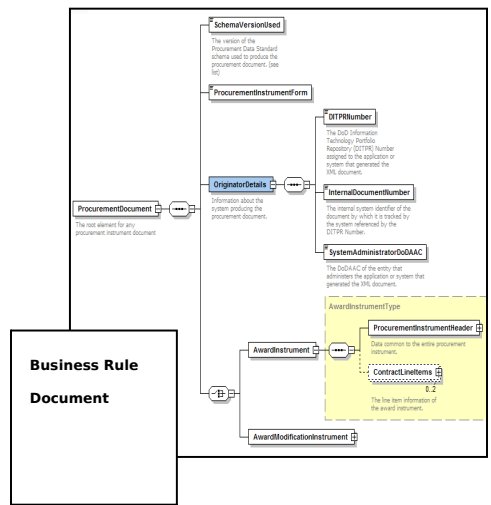 SchemaVersionUsed
The version of the
Procurement Data Standard
schema used to produce the
procurement document. (see
list)
ProcurementInstrumentForm
DITPRNumber
The DoD Information
Technology Portfolio
Repository (DITPR) Number
assigned to the application or
system that generated the
XML document.
OriginatorDetails
Information about the
system producing the
procurement document.
InternalDocumentNumber
The internal system identifier of the
document by which it is tracked by
the system referenced by the
DITPR Number.
ProcurementDocument
The root element for any
procurement instrument document
SystemAdministratorDoDAAC
The DoDAAC of the entity that
administers the application or system that
generated the XML document.
AwardInstrumentType
ProcurementInstrumentHeader
Data common to the entire procurement
instrument.
AwardInstrument
ContractLineItems
0..2
The line item information of
the award instrument.
AwardModificationInstrument
Business Rule
Document